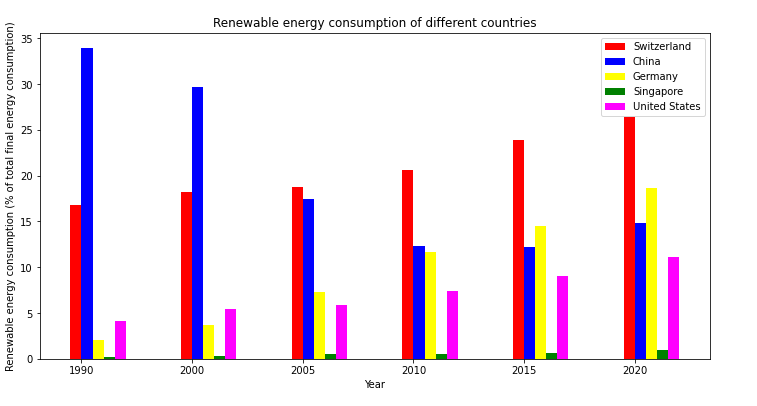 Renewable energy consumption of different countries
Renewable energy consumption (% of total final energy consumption)
35
30
25
20
15
10
5
0
Switzerland
China
Germany
Singapore
United States
1990
2000
2005
2010
2015
2020
Year